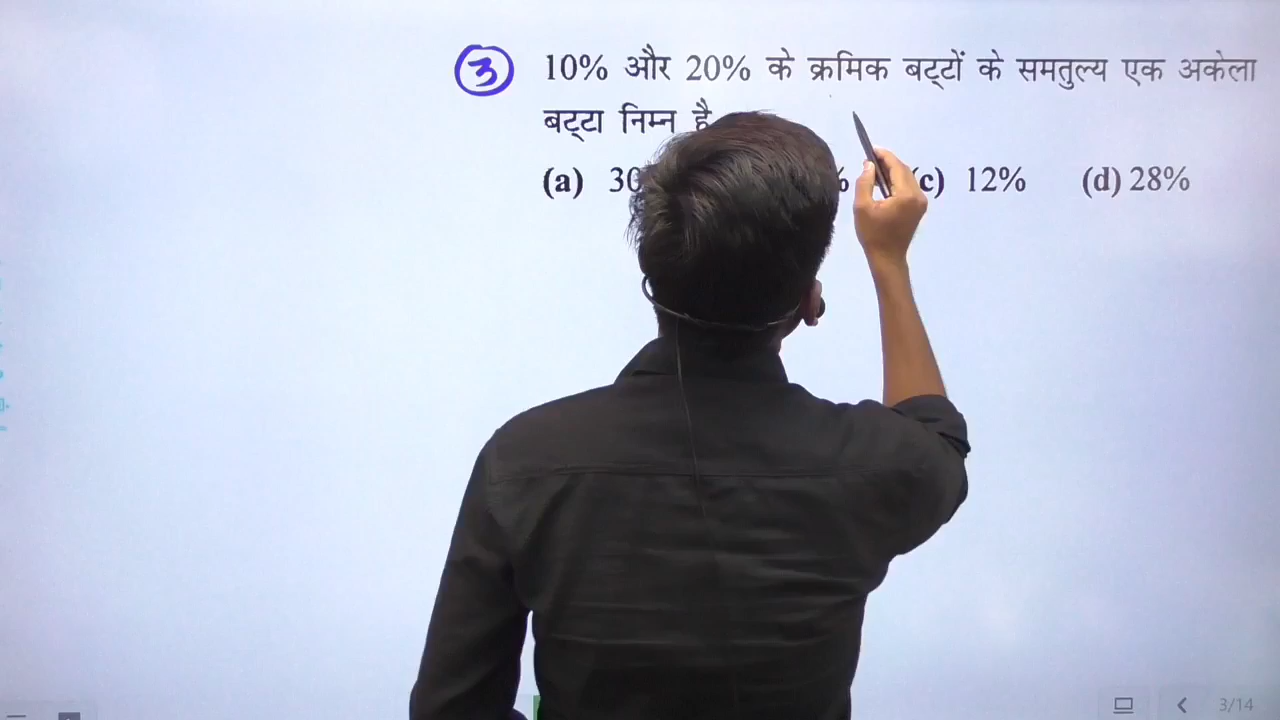 3 10% और 20% के क्रमिक बट्टों के समतुल्य एक अकेला
बट्टा निम्न है
(a) 30 % (c) 12% (d) 28%
3/14